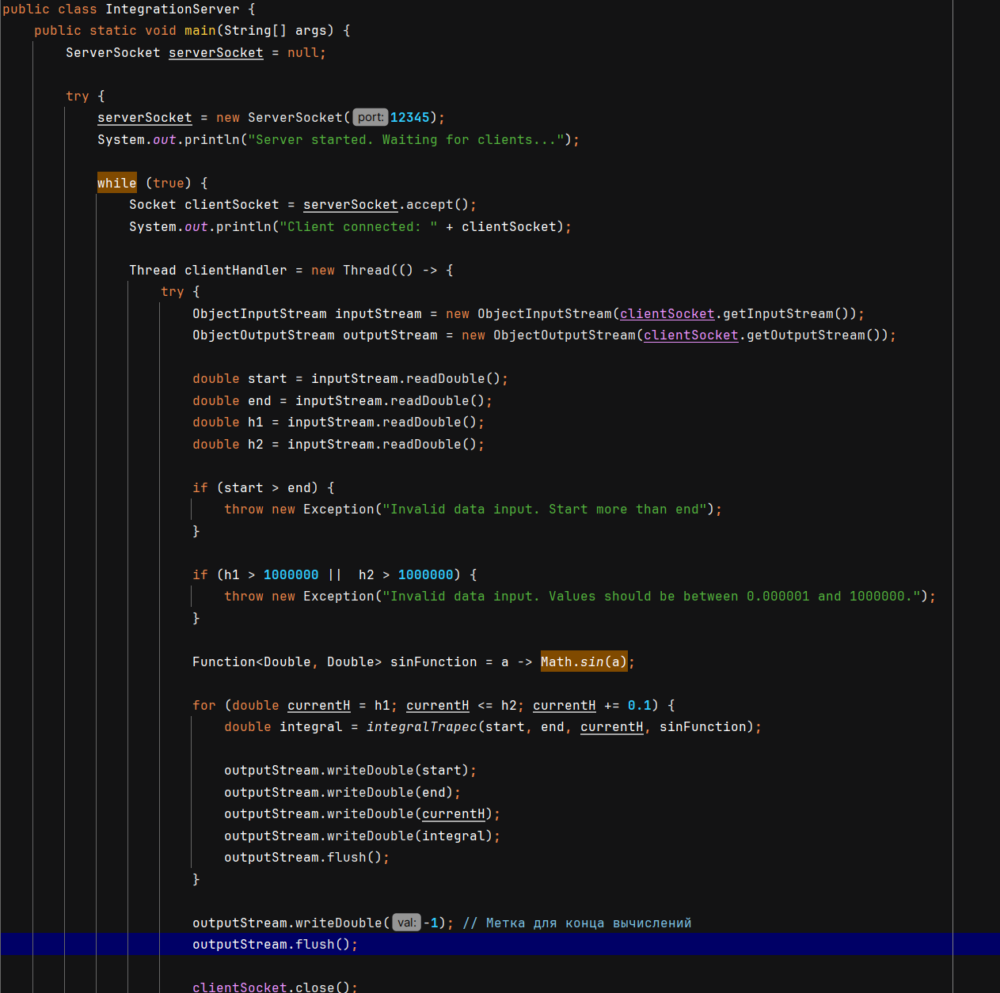 public class IntegrationServer {
    public static void main(String[] args) {
        ServerSocket serverSocket = null;

        try {
            serverSocket = new ServerSocket( port: 12345);
            System.out.println("Server started. Waiting for clients...");

            while (true) {
                Socket clientSocket = serverSocket.accept();
                System.out.println("Client connected: " + clientSocket);

                Thread clientHandler = new Thread(() -> {
                    try {
                        ObjectInputStream inputStream = new ObjectInputStream(clientSocket.getInputStream());
                        ObjectOutputStream outputStream = new ObjectOutputStream(clientSocket.getOutputStream());

                        double start = inputStream.readDouble();
                        double end = inputStream.readDouble();
                        double h1 = inputStream.readDouble();
                        double h2 = inputStream.readDouble();

                        if (start > end) {
                            throw new Exception("Invalid data input. Start more than end");
                        }

                        if (h1 > 1000000 ||  h2 > 1000000) {
                            throw new Exception("Invalid data input. Values should be between 0.000001 and 1000000.");
                        }

                        Function<Double, Double> sinFunction = a -> Math.sin(a);

                        for (double currentH = h1; currentH <= h2; currentH += 0.1) {
                            double integral = integralTrapec(start, end, currentH, sinFunction);

                            outputStream.writeDouble(start);
                            outputStream.writeDouble(end);
                            outputStream.writeDouble(currentH);
                            outputStream.writeDouble(integral);
                            outputStream.flush();
                        }

                        outputStream.writeDouble( val: -1); // Метка для конца вычислений
                        outputStream.flush();

                        clientSocket.close();